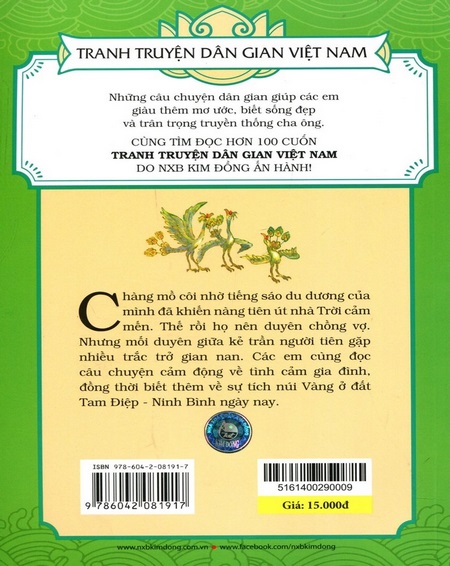 TRANH TRUYỆN DÂN GIAN VIỆT NAM
Những câu chuyện dân gian giúp các em
giàu thêm mơ ước, biết sống đẹp
và trân trọng truyền thống cha ông.
CÙNG TÌM ĐỌC HƠN 100 CUỐN
TRANH TRUYỆN DÂN GIAN VIỆT NAM
DO NXB KIM ĐỒNG ẤN HÀNH!
Chàng mồ côi nhờ tiếng sáo du dương của
mình đã khiến nàng tiên út nhà Trời cảm
mến. Thế rồi họ nên duyên chồng vợ.
Nhưng mối duyên giữa kẻ trần người tiên gặp
nhiều trắc trở gian nan. Các em cùng đọc
câu chuyện cảm động về tình cảm gia đình,
đồng thời biết thêm về sự tích núi Vàng ở đất
Tam Điệp - Ninh Bình ngày nay.
KIM ĐỒNG
ISBN 978-604-2-08191-7
9 786042 081917
5161400290009
Giá: 15.000đ
www.nxbkimdong.com.vn • www.facebook.com/nxbkimdong